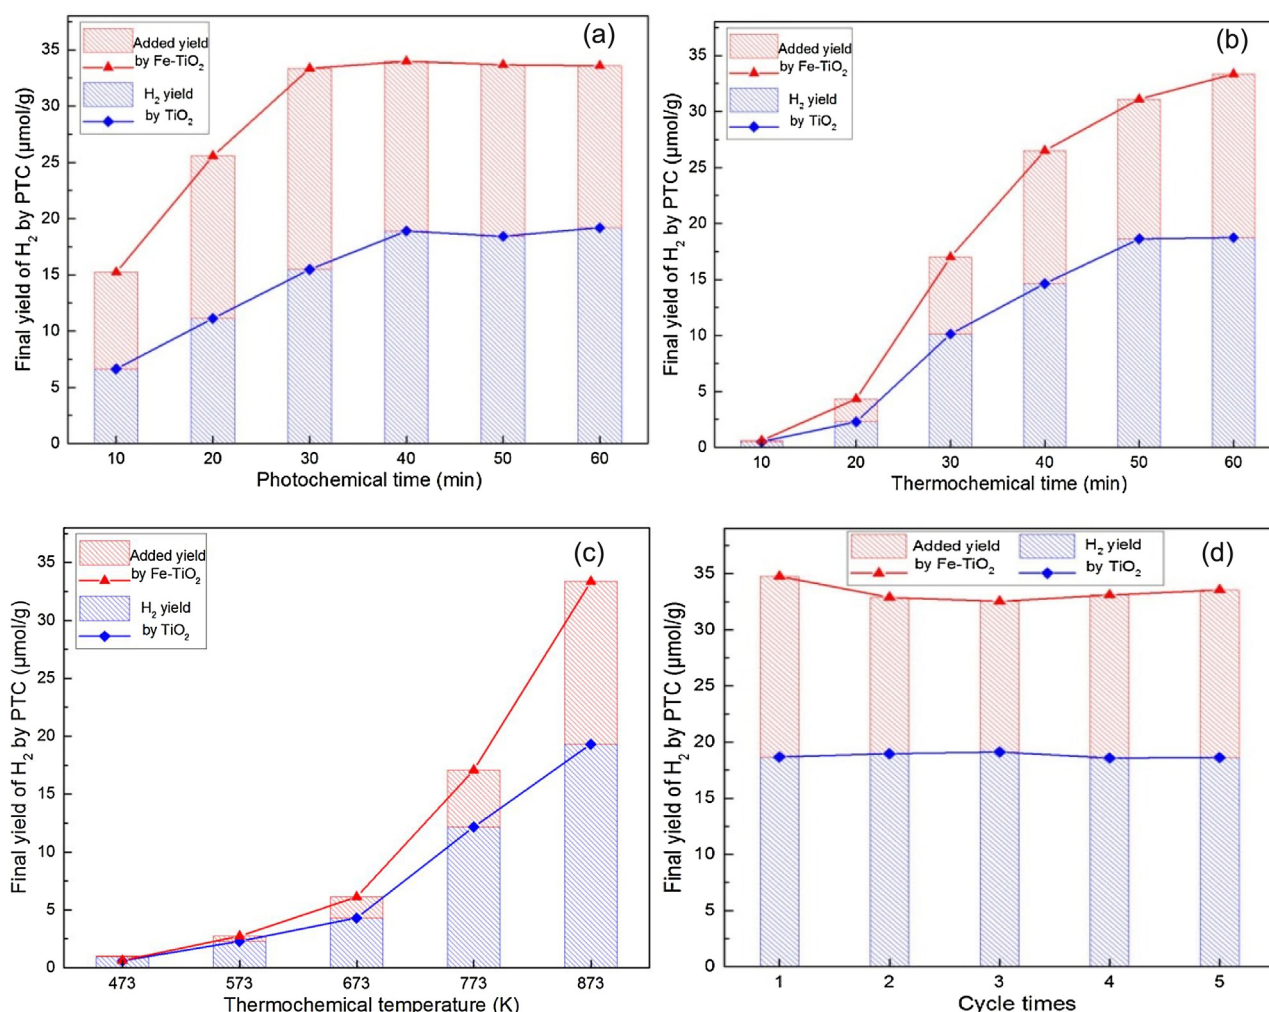 (a)
Added yield
by Fe-TiO₂
H₂ yield
by TiO₂
Final yield of H₂ by PTC (μmol/g)
35
30
25
20
15
10
5
0
10 20 30 40 50 60
Photochemical time (min)
(b)
Added yield
by Fe-TiO₂
H₂ yield
by TiO₂
Final yield of H₂ by PTC (μmol/g)
35
30
25
20
15
10
5
0
10 20 30 40 50 60
Thermochemical time (min)
(c)
Added yield
by Fe-TiO₂
H₂ yield
by TiO₂
Final yield of H₂ by PTC (μmol/g)
35
30
25
20
15
10
5
0
473 573 673 773 873
Thermochemical temperature (K)
(d)
Added yield
by Fe-TiO₂
H₂ yield
by TiO₂
Final yield of H₂ by PTC (μmol/g)
35
30
25
20
15
10
5
0
1 2 3 4 5
Cycle times